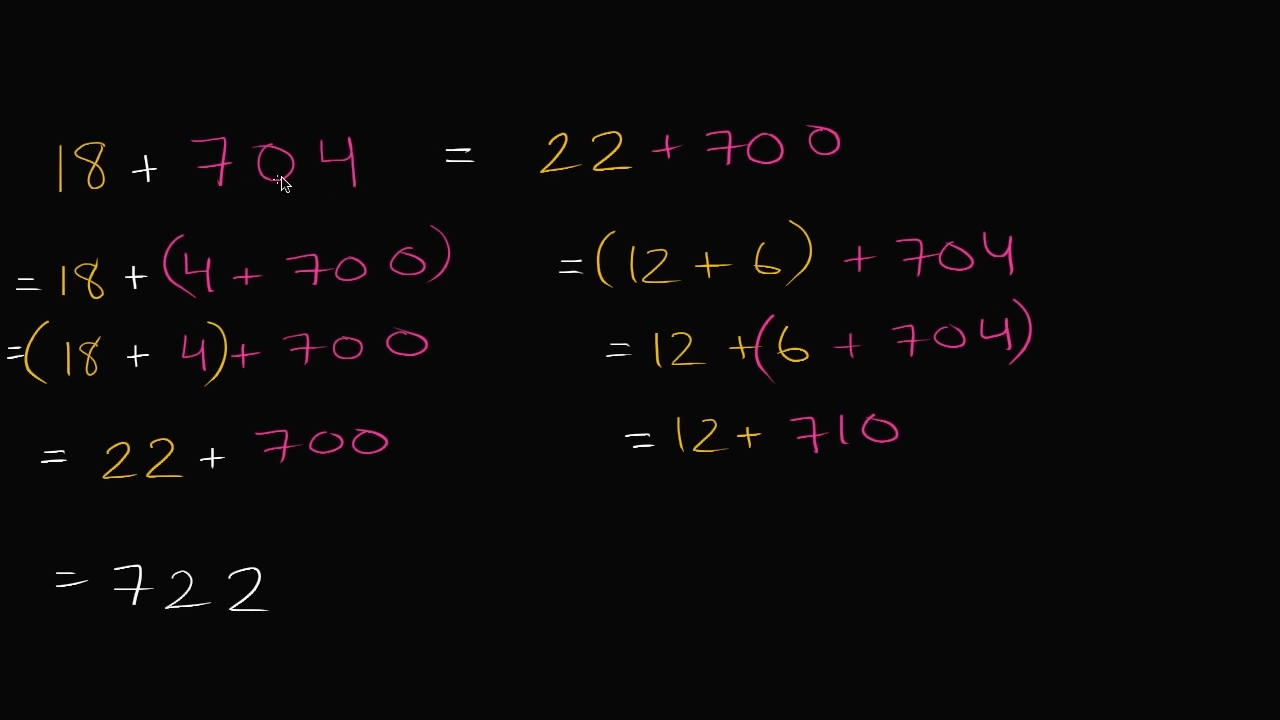 18 + 704 = 22 + 700
= 18 + (4 + 700)
= (18 + 4) + 700
= 22 + 700
= 722
= (12 + 6) + 704
= 12 + (6 + 704)
= 12 + 710